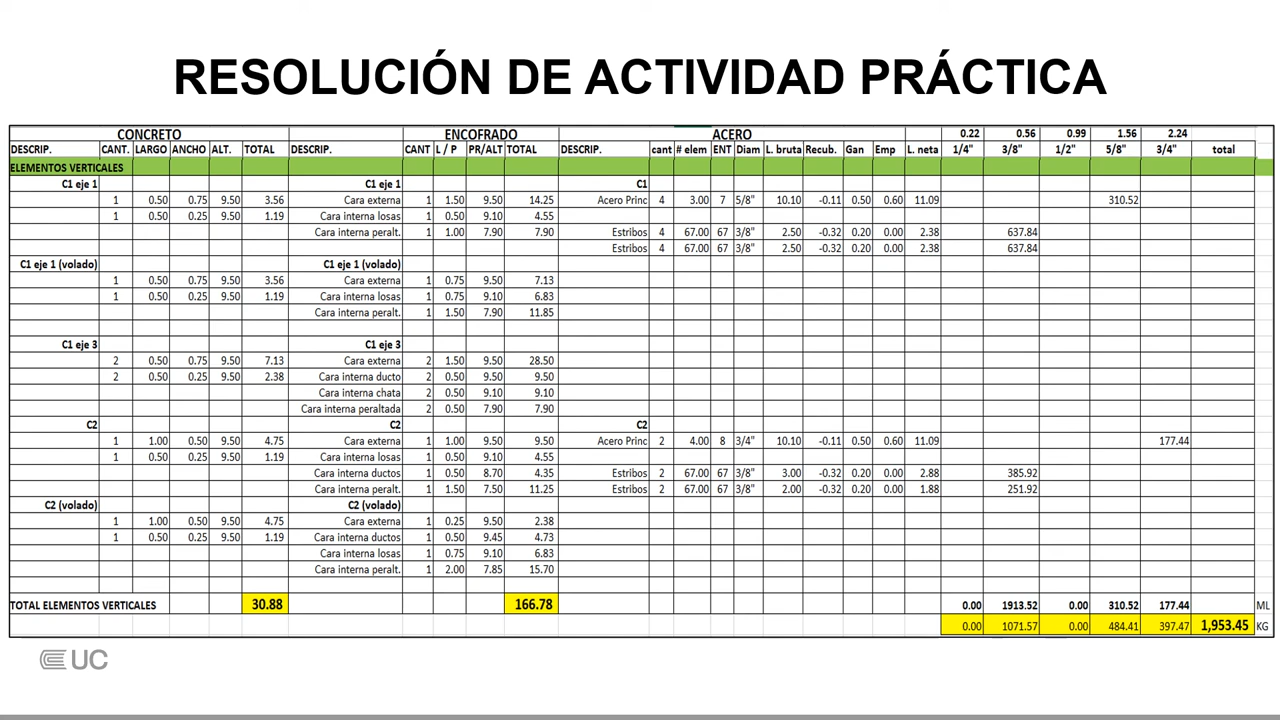 RESOLUCIÓN DE ACTIVIDAD PRÁCTICA
CONCRETO ENCOFRADO ACERO 0.22 0.56 0.99 1.56 2.24
DESCRIP. CANT. LARGO ANCHO ALT. TOTAL DESCRIP. CANT L / P PR/ALT TOTAL DESCRIP. cant # elem ENT Diam L. bruta Recub. Gan Emp L. neta 1/4" 3/8" 1/2" 5/8" 3/4" total
ELEMENTOS VERTICALES
C1 eje 1 C1 eje 1 C1
1 0.50 0.75 9.50 3.56 Cara externa 1 1.50 9.50 14.25 Acero Princ 4 3.00 7 5/8" 10.10 -0.11 0.50 0.60 11.09 310.52
1 0.50 0.25 9.50 1.19 Cara interna losas 1 0.50 9.10 4.55
Cara interna peralt. 1 1.00 7.90 7.90 Estribos 4 67.00 67 3/8" 2.50 -0.32 0.20 0.00 2.38 637.84
Estribos 4 67.00 67 3/8" 2.50 -0.32 0.20 0.00 2.38 637.84
C1 eje 1 (volado) C1 eje 1 (volado)
1 0.50 0.75 9.50 3.56 Cara externa 1 0.75 9.50 7.13
1 0.50 0.25 9.50 1.19 Cara interna losas 1 0.75 9.10 6.83
Cara interna peralt. 1 1.50 7.90 11.85
C1 eje 3 C1 eje 3
2 0.50 0.75 9.50 7.13 Cara externa 2 1.50 9.50 28.50
2 0.50 0.25 9.50 2.38 Cara interna ducto 2 0.50 9.50 9.50
Cara interna chata 2 0.50 9.10 9.10
Cara interna peraltada 2 0.50 7.90 7.90
C2 C2 C2
1 1.00 0.50 9.50 4.75 Cara externa 1 1.00 9.50 9.50 Acero Princ 2 4.00 8 3/4" 10.10 -0.11 0.50 0.60 11.09 177.44
1 0.50 0.25 9.50 1.19 Cara interna losas 1 0.50 9.10 4.55
Cara interna ductos 1 0.50 8.70 4.35 Estribos 2 67.00 67 3/8" 3.00 -0.32 0.20 0.00 2.88 385.92
Cara interna peralt. 1 1.50 7.50 11.25 Estribos 2 67.00 67 3/8" 2.00 -0.32 0.20 0.00 1.88 251.92
C2 (volado) C2 (volado)
1 1.00 0.50 9.50 4.75 Cara externa 1 0.25 9.50 2.38
1 0.50 0.25 9.50 1.19 Cara interna ductos 1 0.50 9.45 4.73
Cara interna losas 1 0.75 9.10 6.83
Cara interna peralt. 1 2.00 7.85 15.70
TOTAL ELEMENTOS VERTICALES 30.88 166.78 0.00 1913.52 0.00 310.52 177.44 ML
0.00 1071.57 0.00 484.41 397.47 1,953.45 KG
UC